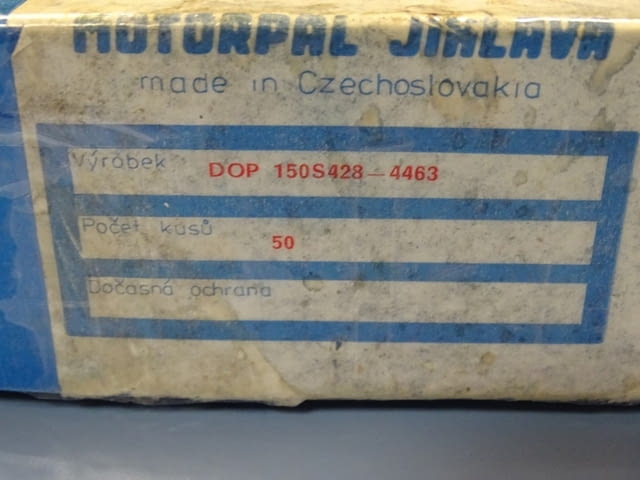 MOTORPAL JIHLAVA
made in Czechoslovakia
Výrobek DOP 150S428-4463
Počet kusů 50
Dočasná ochrana